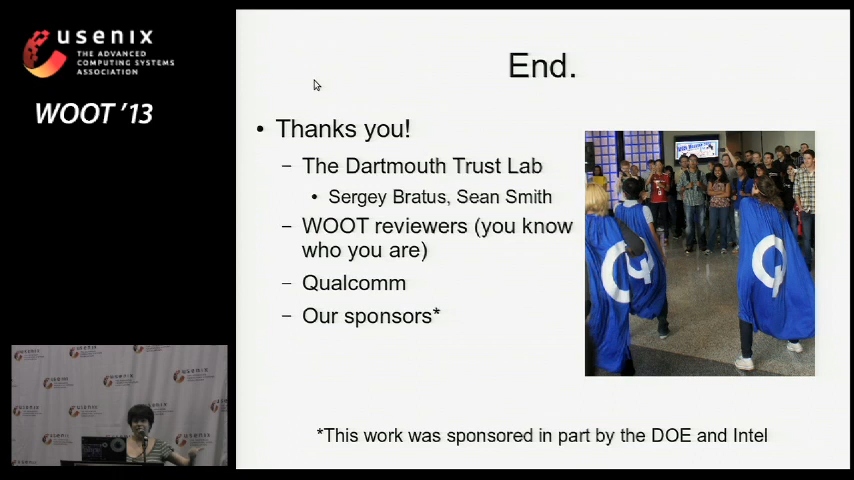 usenix
THE ADVANCED
COMPUTING SYSTEMS
ASSOCIATION
WOOT '13
End.
• Thanks you!
– The Dartmouth Trust Lab
• Sergey Bratus, Sean Smith
– WOOT reviewers (you know
who you are)
– Qualcomm
– Our sponsors*
*This work was sponsored in part by the DOE and Intel